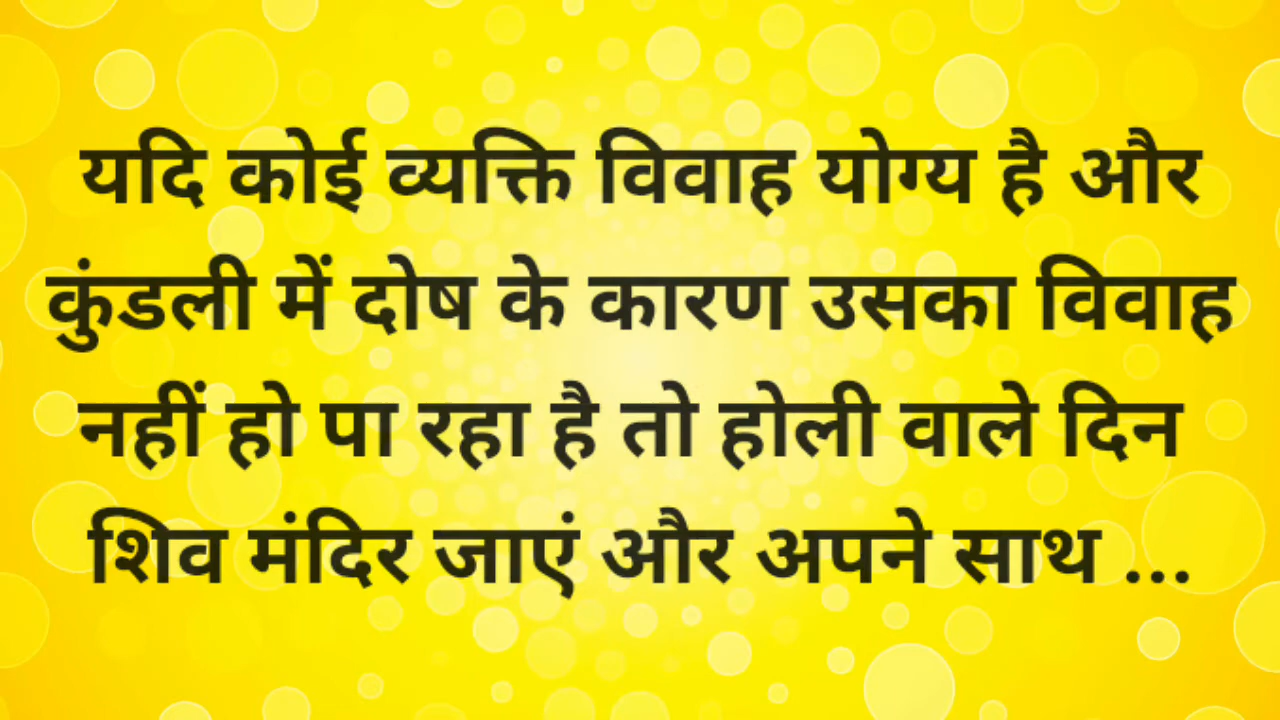 यदि कोई व्यक्ति विवाह योग्य है और
कुंडली में दोष के कारण उसका विवाह
नहीं हो पा रहा है तो होली वाले दिन
शिव मंदिर जाएं और अपने साथ ...